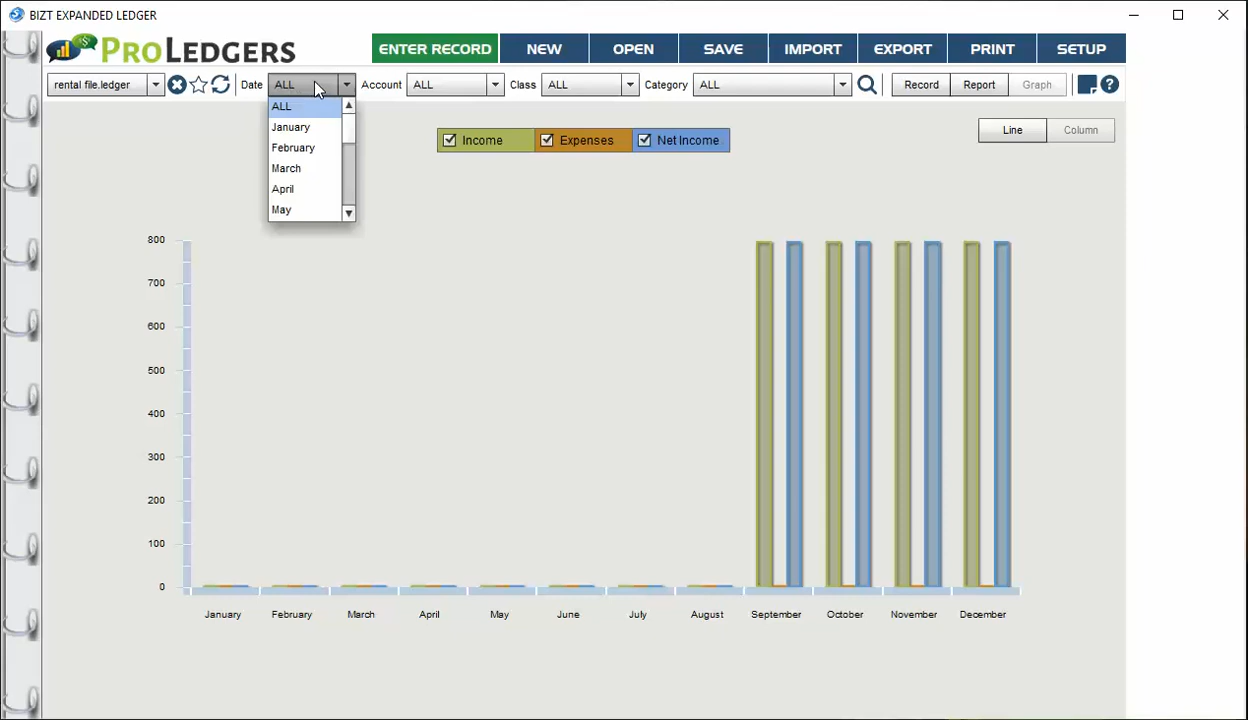 BIZT EXPANDED LEDGER
PROLEDGERS
ENTER RECORD NEW OPEN SAVE IMPORT EXPORT PRINT SETUP
rental file.ledger Date ALL Account ALL Class ALL Category ALL Record Report Graph ?
ALL
January
February
March
April
May
Income Expenses Net Income
Line Column
800
700
600
500
400
300
200
100
0
January February March April May June July August September October November December